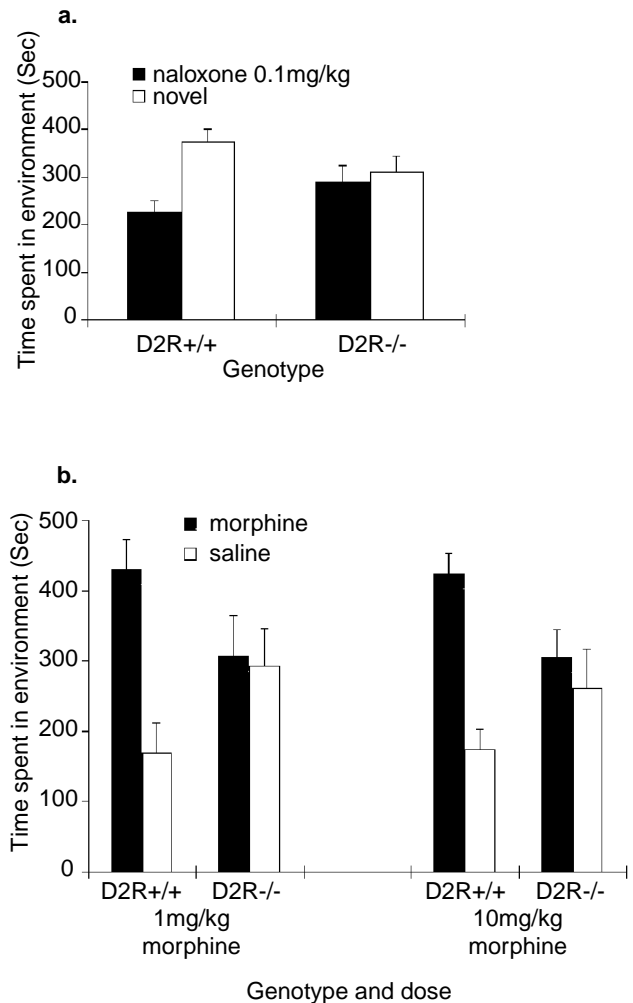 a.
Time spent in environment (Sec)
naloxone 0.1mg/kg
novel
500
400
300
200
100
0
D2R+/+ D2R-/-
Genotype
b.
Time spent in environment (Sec)
morphine
saline
500
400
300
200
100
0
D2R+/+ D2R-/- D2R+/+ D2R-/-
1mg/kg 10mg/kg
morphine morphine
Genotype and dose